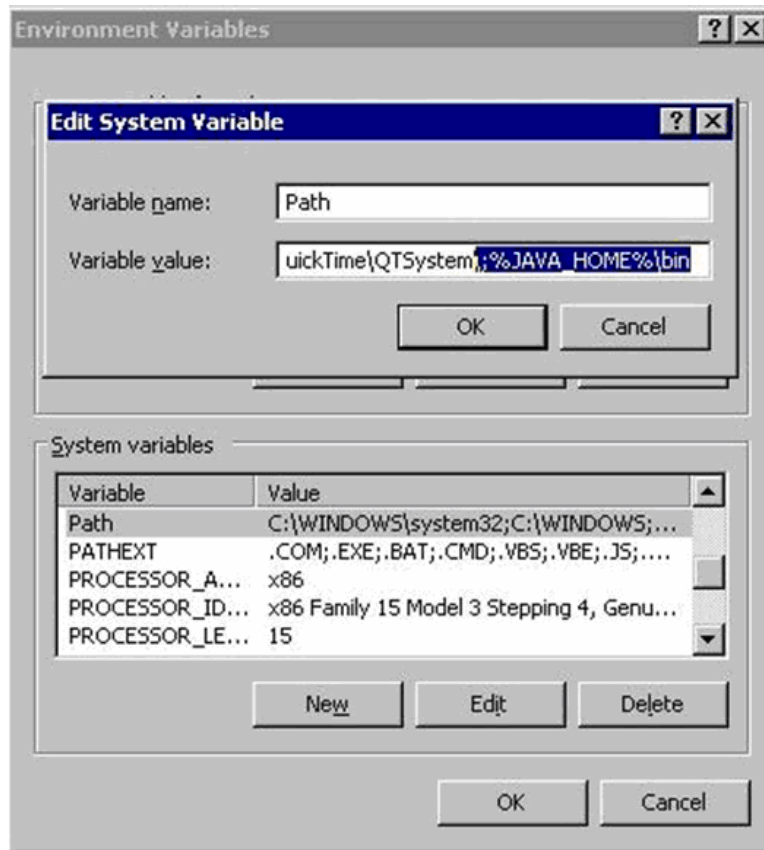 Environment Variables
Edit System Variable
Variable name:
Path
Variable value:
uickTime\QTSystem\;%JAVA_HOME%\bin
OK
Cancel
System variables
Variable
Value
Path
C:\WINDOWS\system32;C:\WINDOWS;...
PATHEXT
.COM;.EXE;.BAT;.CMD;.VBS;.VBE;.JS;....
PROCESSOR_A...
x86
PROCESSOR_ID...
x86 Family 15 Model 3 Stepping 4, Genu...
PROCESSOR_LE...
15
New
Edit
Delete
OK
Cancel